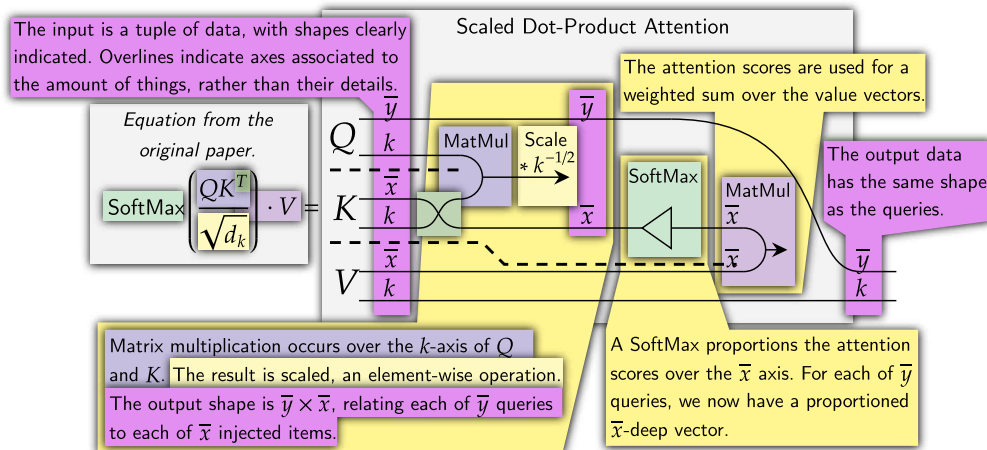 Scaled Dot-Product Attention
The input is a tuple of data, with shapes clearly
indicated. Overlines indicate axes associated to
the amount of things, rather than their details.
The attention scores are used for a
weighted sum over the value vectors.
Equation from the
original paper.
SoftMax (QK^T / √d_k) · V =
Q
K
V
y̅
k
x̅
k
x̅
k
MatMul
Scale
* k^{-1/2}
y̅
x̅
SoftMax
MatMul
x̅
x̅
The output data
has the same shape
as the queries.
y̅
k
Matrix multiplication occurs over the k-axis of Q
and K. The result is scaled, an element-wise operation.
The output shape is y̅ × x̅, relating each of y̅ queries
to each of x̅ injected items.
A SoftMax proportions the attention
scores over the x̅ axis. For each of y̅
queries, we now have a proportioned
x̅-deep vector.